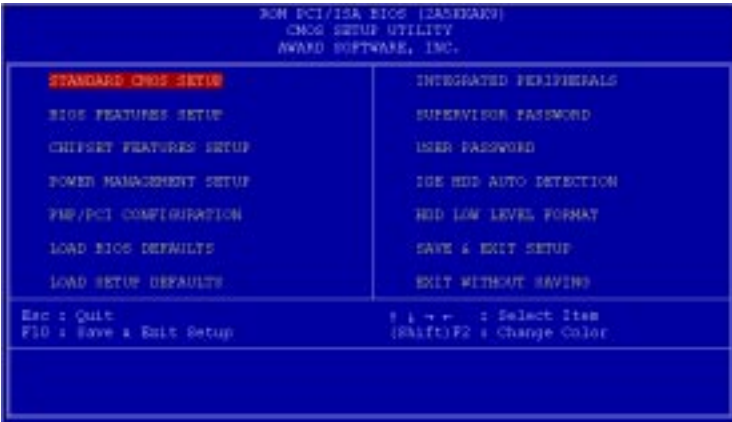 ROM PCI/ISA BIOS (2A5KKAK9)
CMOS SETUP UTILITY
AWARD SOFTWARE, INC.
STANDARD CMOS SETUP
BIOS FEATURES SETUP
CHIPSET FEATURES SETUP
POWER MANAGEMENT SETUP
PNP/PCI CONFIGURATION
LOAD BIOS DEFAULTS
LOAD SETUP DEFAULTS
INTEGRATED PERIPHERALS
SUPERVISOR PASSWORD
USER PASSWORD
IDE HDD AUTO DETECTION
HDD LOW LEVEL FORMAT
SAVE & EXIT SETUP
EXIT WITHOUT SAVING
Esc : Quit
F10 : Save & Exit Setup
↑ ↓ → ← : Select Item
(Shift)F2 : Change Color